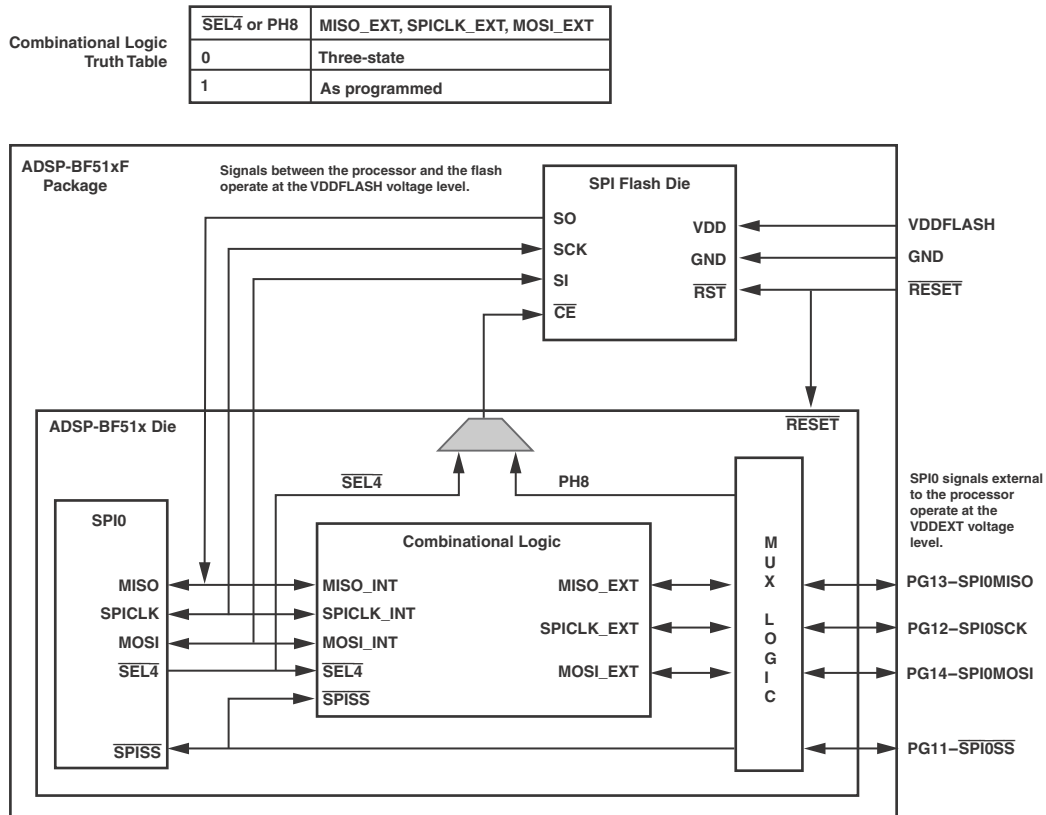 Combinational Logic
Truth Table
SEL4 or PH8 MISO_EXT, SPICLK_EXT, MOSI_EXT
0 Three-state
1 As programmed
ADSP-BF51xF
Package
Signals between the processor and the flash
operate at the VDDFLASH voltage level.
SPI Flash Die
SO
SCK
SI
CE
VDD
GND
RST
VDDFLASH
GND
RESET
ADSP-BF51x Die
RESET
SEL4
PH8
SPI0
MISO
SPICLK
MOSI
SEL4
SPISS
Combinational Logic
MISO_INT
SPICLK_INT
MOSI_INT
SEL4
SPISS
MISO_EXT
SPICLK_EXT
MOSI_EXT
MUX LOGIC
SPI0 signals external
to the processor
operate at the
VDDEXT voltage
level.
PG13–SPI0MISO
PG12–SPI0SCK
PG14–SPI0MOSI
PG11–SPI0SS